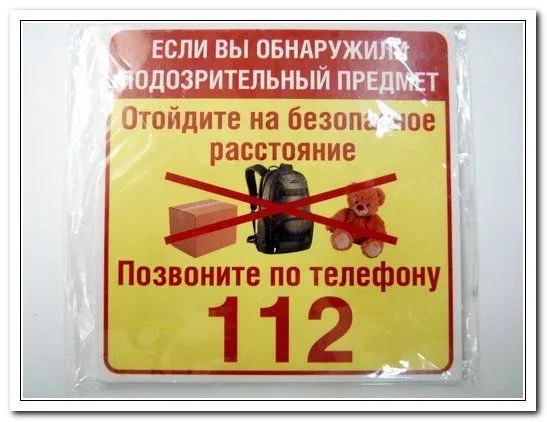 ЕСЛИ ВЫ ОБНАРУЖИЛИ
ПОДОЗРИТЕЛЬНЫЙ ПРЕДМЕТ
Отойдите на безопасное
расстояние
Позвоните по телефону
112